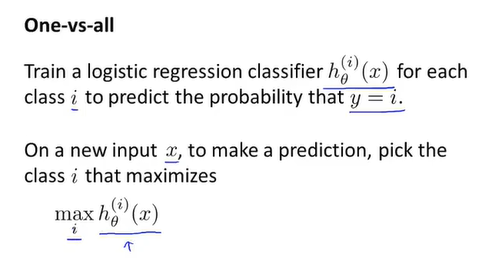 One-vs-all
Train a logistic regression classifier $h_\theta^{(i)}(x)$ for each
class $i$ to predict the probability that $y = i$.
On a new input $x$, to make a prediction, pick the
class $i$ that maximizes
$\max_i h_\theta^{(i)}(x)$